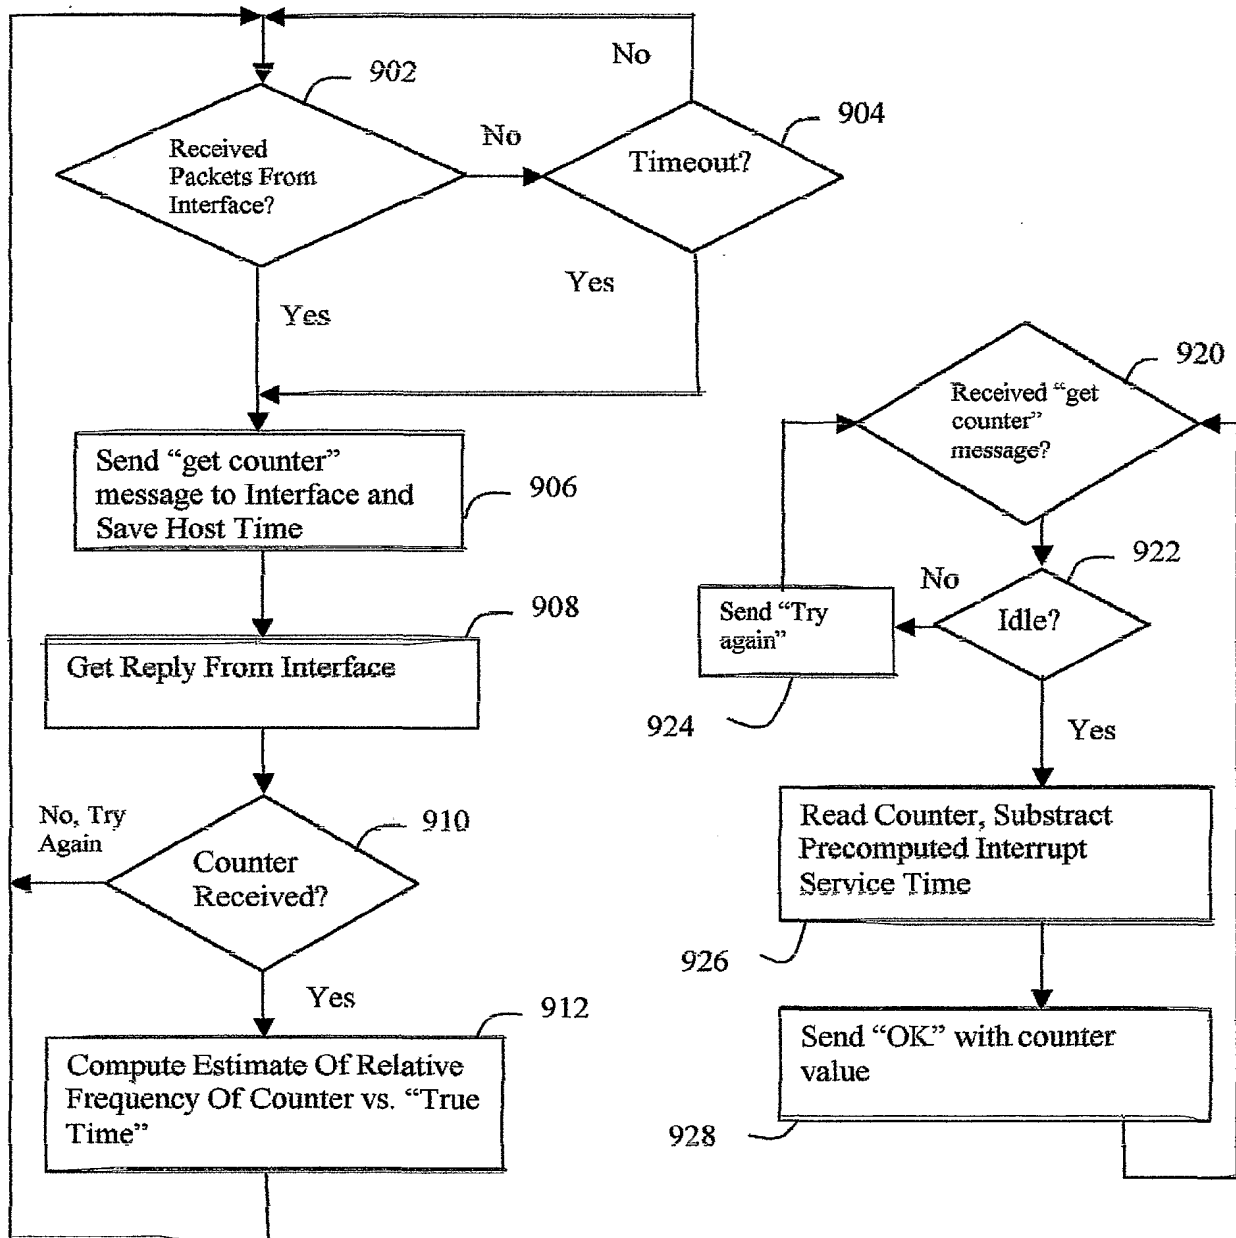 No
902
904
Received
Packets From
Interface?
No
Timeout?
Yes
Yes
920
Received “get
counter”
message?
Send “get counter”
message to Interface and
Save Host Time
906
922
No
Idle?
Send “Try
again”
908
Get Reply From Interface
924
Yes
No, Try
Again
910
Counter
Received?
Read Counter, Substract
Precomputed Interrupt
Service Time
926
Yes
912
Compute Estimate Of Relative
Frequency Of Counter vs. “True
Time”
Send “OK” with counter
value
928